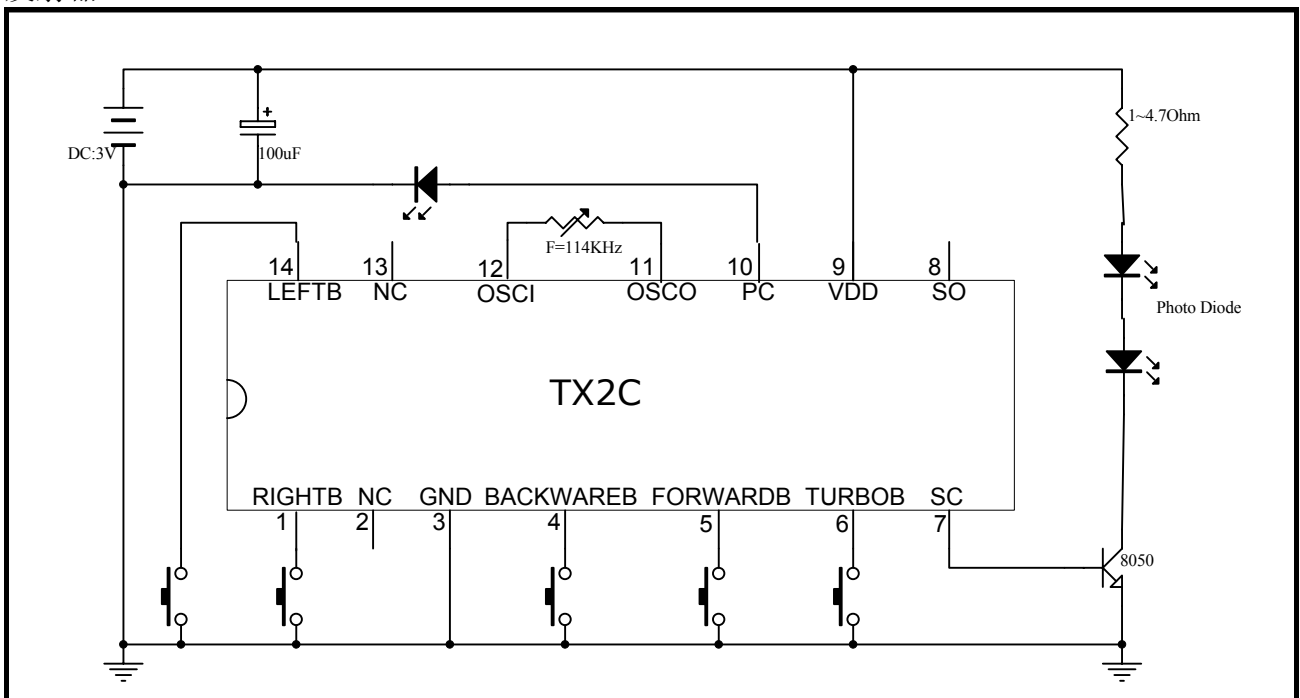 DC:3V
100uF
1~4.7Ohm
F=114KHz
14 13 12 11 10 9 8
LEFTB NC OSCI OSCO PC VDD SO
Photo Diode
TX2C
RIGHTB NC GND BACKWAREB FORWARDB TURBOB SC
1 2 3 4 5 6 7
8050